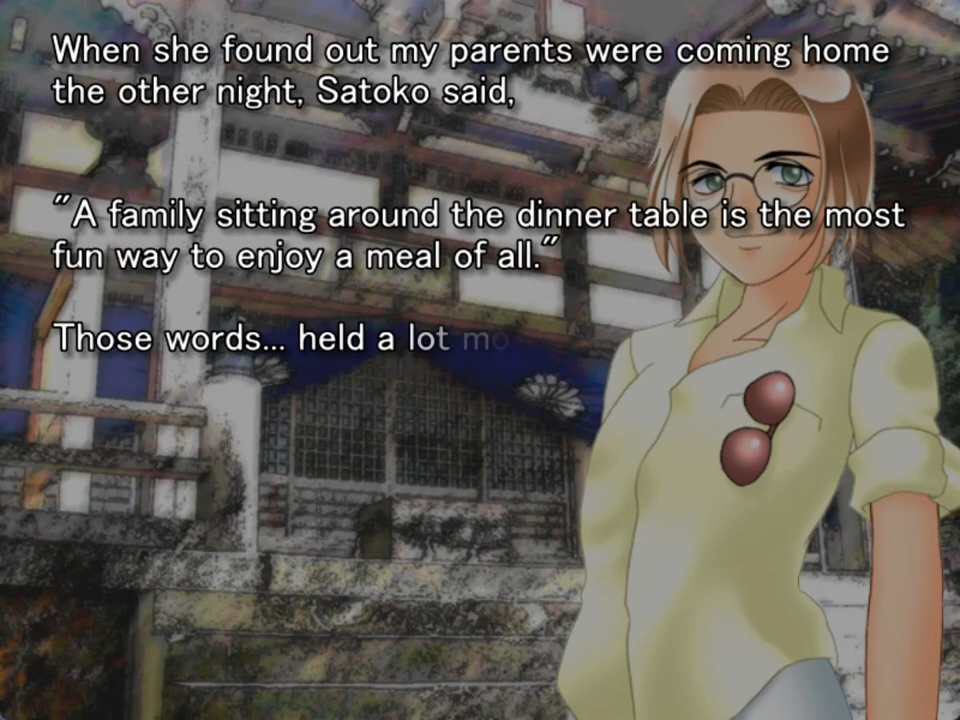 When she found out my parents were coming home
the other night, Satoko said,
"A family sitting around the dinner table is the most
fun way to enjoy a meal of all."
Those words... held a lot mo